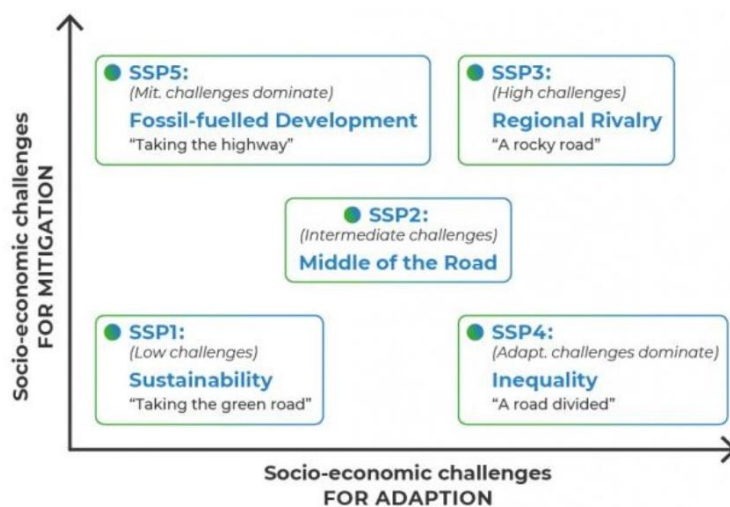 SSP5:
(Mit. challenges dominate)
Fossil-fuelled Development
“Taking the highway”
SSP3:
(High challenges)
Regional Rivalry
“A rocky road”
SSP2:
(Intermediate challenges)
Middle of the Road
SSP1:
(Low challenges)
Sustainability
“Taking the green road”
SSP4:
(Adapt. challenges dominate)
Inequality
“A road divided”
Socio-economic challenges
FOR MITIGATION
Socio-economic challenges
FOR ADAPTION